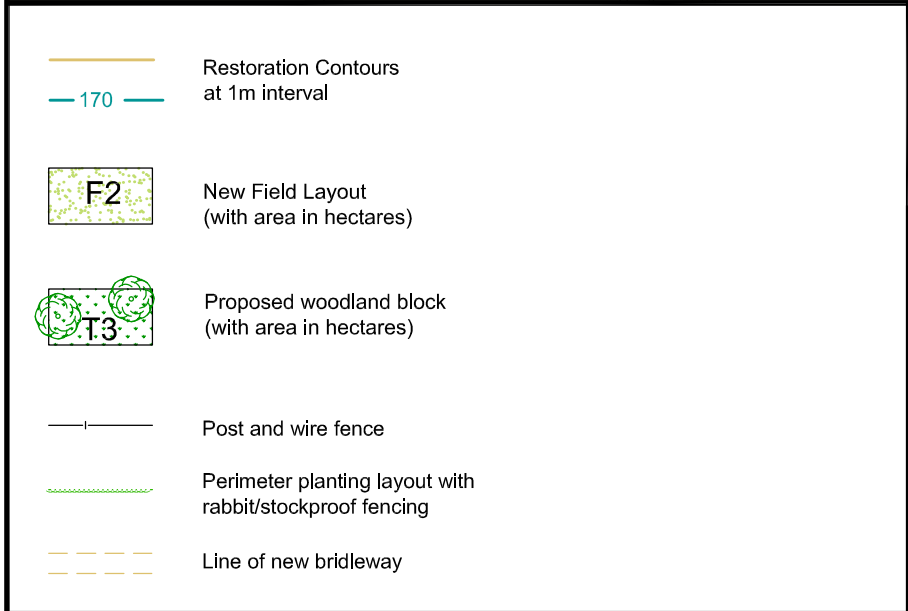 Restoration Contours
at 1m interval
170
F2
New Field Layout
(with area in hectares)
T3
Proposed woodland block
(with area in hectares)
Post and wire fence
Perimeter planting layout with
rabbit/stockproof fencing
Line of new bridleway